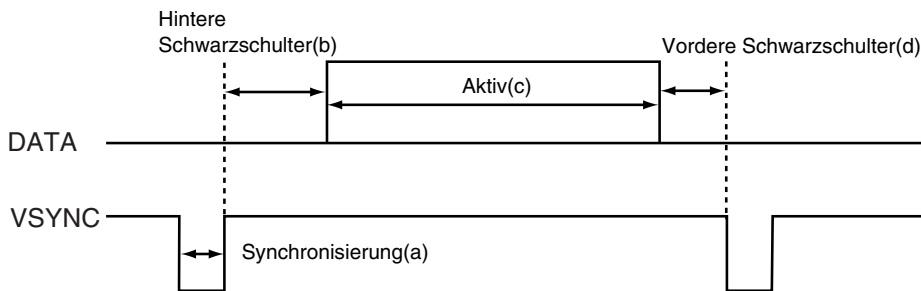 Hintere
Schwarzschulter(b)
Vordere Schwarzschulter(d)
Aktiv(c)
DATA
VSYNC
Synchronisierung(a)